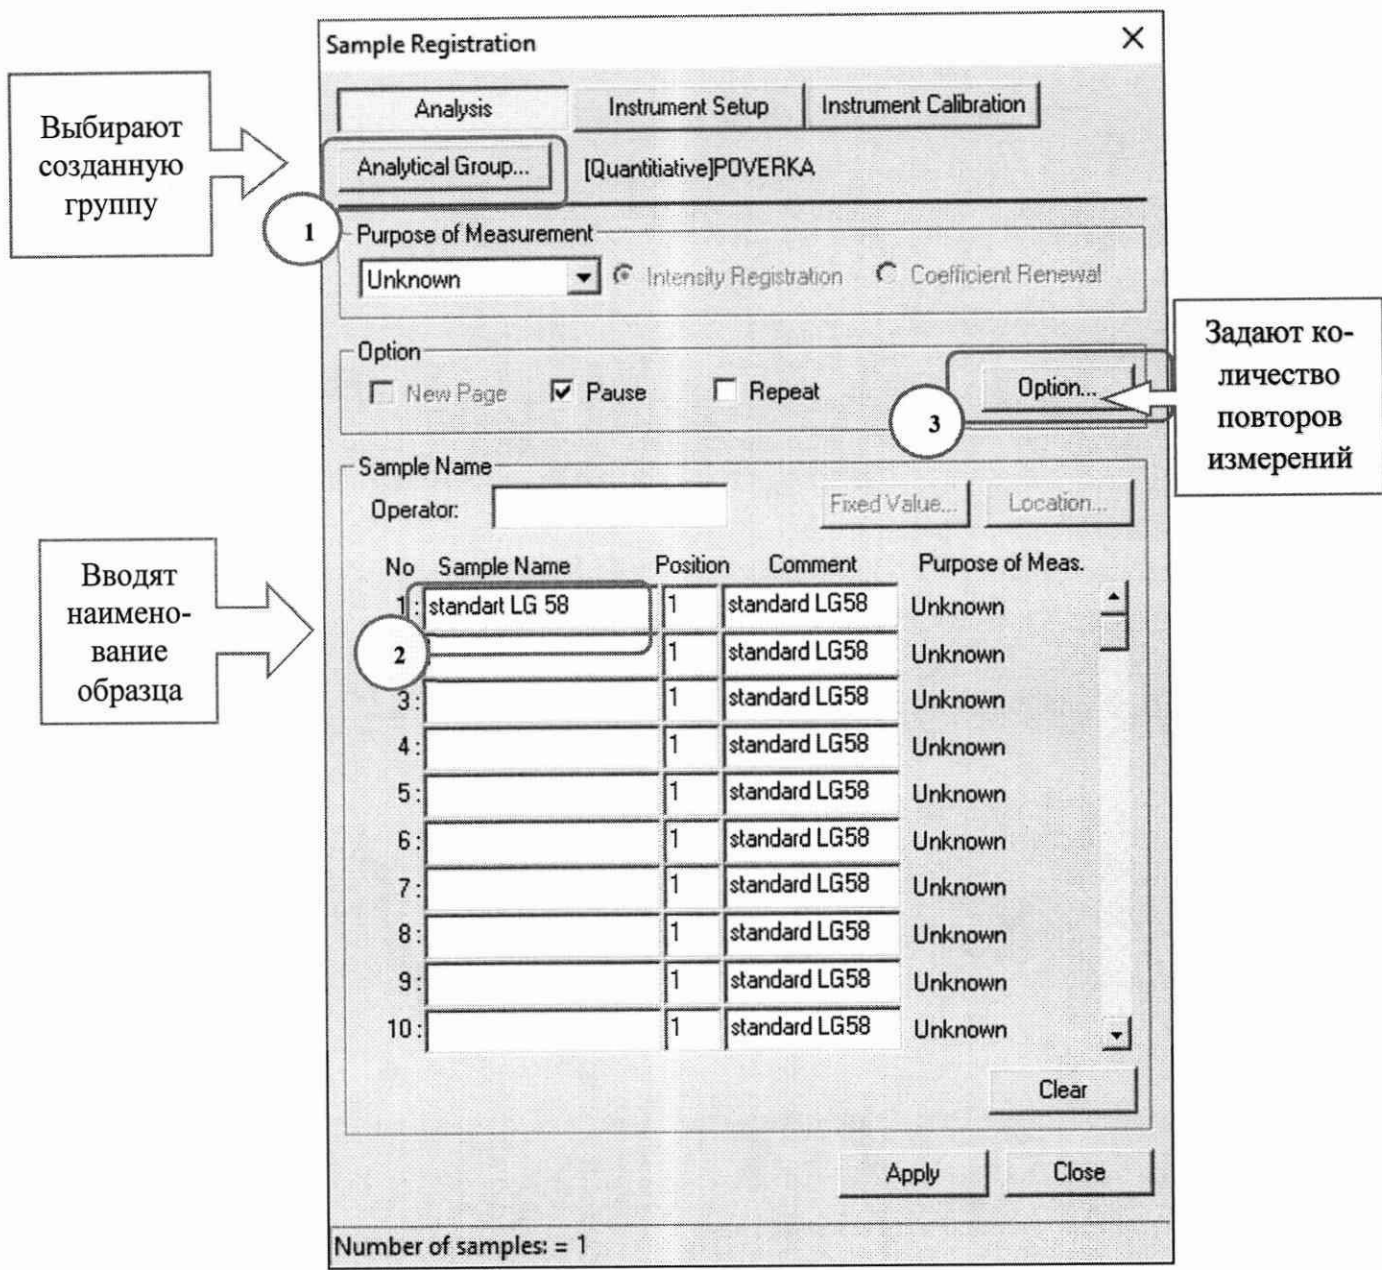 Sample Registration
Analysis Instrument Setup Instrument Calibration
Выбирают
созданную
группу
Analytical Group... [Quantitiative]POVERKA
1
Purpose of Measurement
Unknown Intensity Registration Coefficient Renewal
Задают ко-
личество
повторов
измерений
Option
New Page Pause Repeat Option...
3
Sample Name
Operator: Fixed Value... Location...
Вводят
наимено-
вание
образца
No Sample Name Position Comment Purpose of Meas.
1: standart LG 58 1 standard LG58 Unknown
2 1 standard LG58 Unknown
3: 1 standard LG58 Unknown
4: 1 standard LG58 Unknown
5: 1 standard LG58 Unknown
6: 1 standard LG58 Unknown
7: 1 standard LG58 Unknown
8: 1 standard LG58 Unknown
9: 1 standard LG58 Unknown
10: 1 standard LG58 Unknown
Clear
Apply Close
Number of samples: = 1